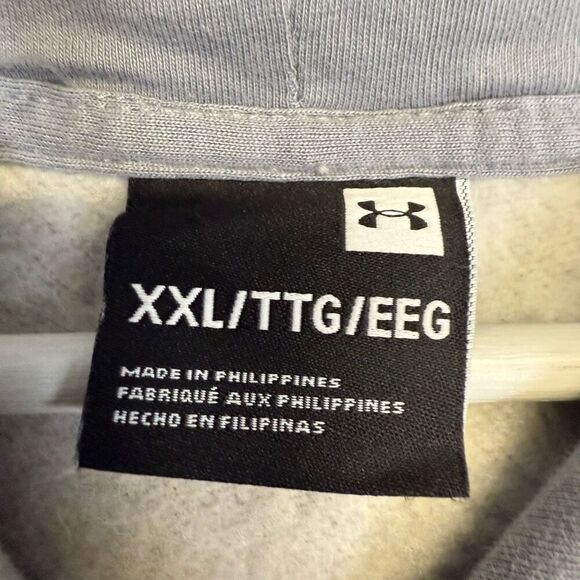 XXL/TTG/EEG
MADE IN PHILIPPINES
FABRIQUÉ AUX PHILIPPINES
HECHO EN FILIPINAS